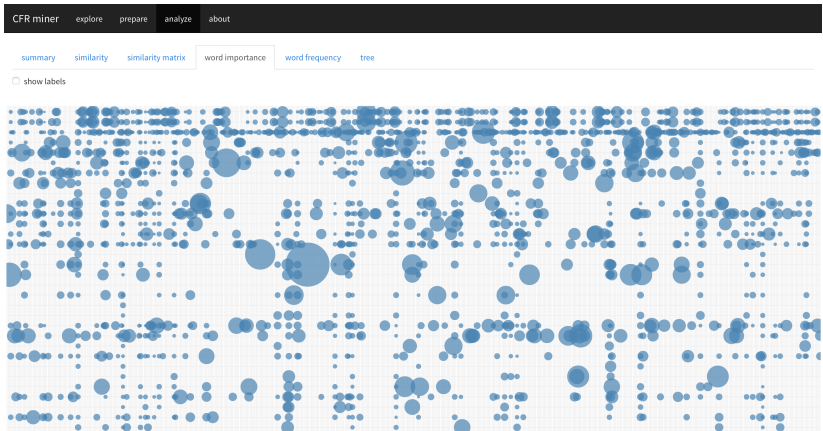 CFR miner explore prepare analyze about
summary similarity similarity matrix word importance word frequency tree
show labels